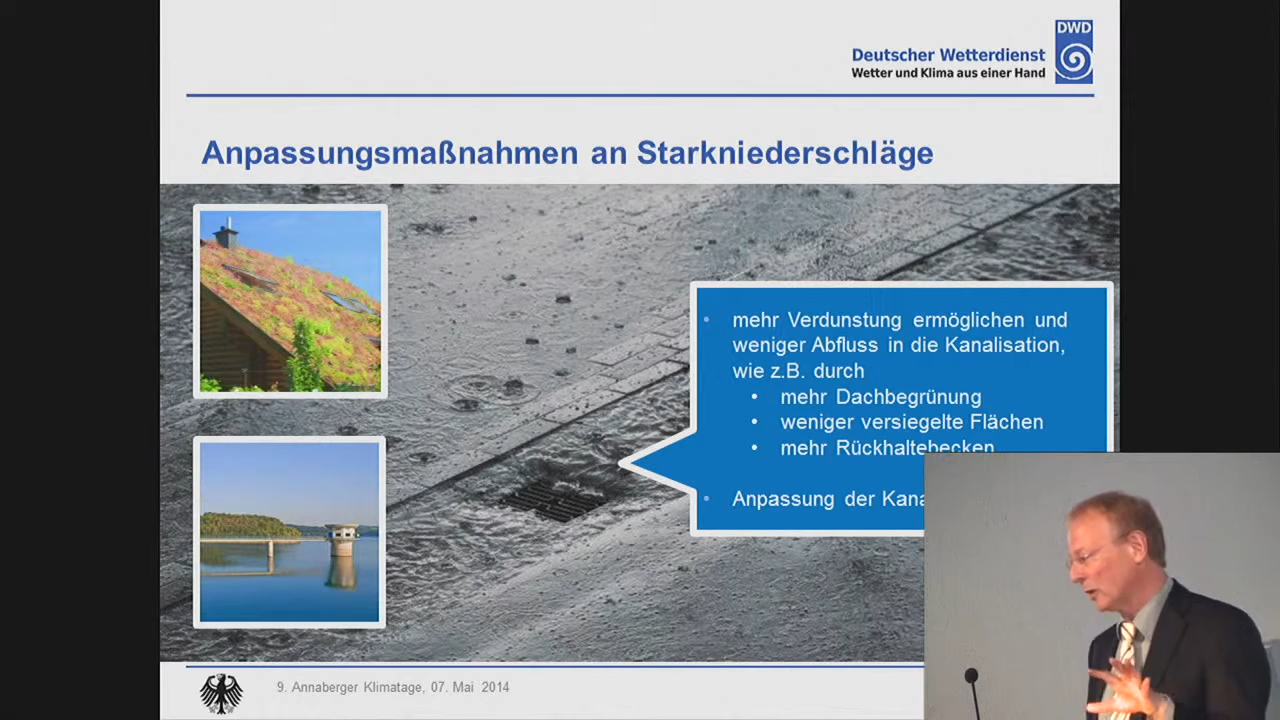 DWD
Deutscher Wetterdienst
Wetter und Klima aus einer Hand
Anpassungsmaßnahmen an Starkniederschläge
• mehr Verdunstung ermöglichen und
weniger Abfluss in die Kanalisation,
wie z.B. durch
• mehr Dachbegrünung
• weniger versiegelte Flächen
• mehr Rückhaltebecken
• Anpassung der
9. Annaberger Klimatage, 07. Mai 2014